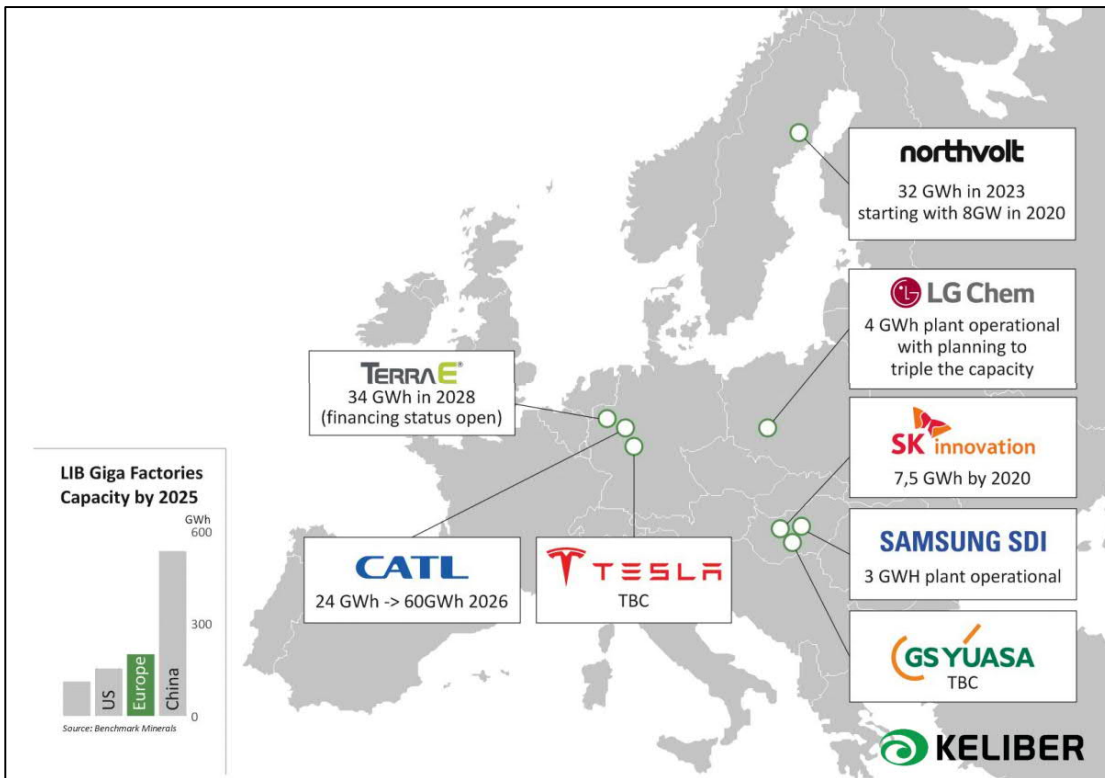 northvolt
32 GWh in 2023
starting with 8GW in 2020
LG Chem
4 GWh plant operational
with planning to
triple the capacity
TERRAE®
34 GWh in 2028
(financing status open)
SK innovation
7,5 GWh by 2020
SAMSUNG SDI
3 GWH plant operational
CATL
24 GWh -> 60GWh 2026
TESLA
TBC
GS YUASA
TBC
LIB Giga Factories
Capacity by 2025
GWh
600
300
0
US
Europe
China
Source: Benchmark Minerals
KELIBER